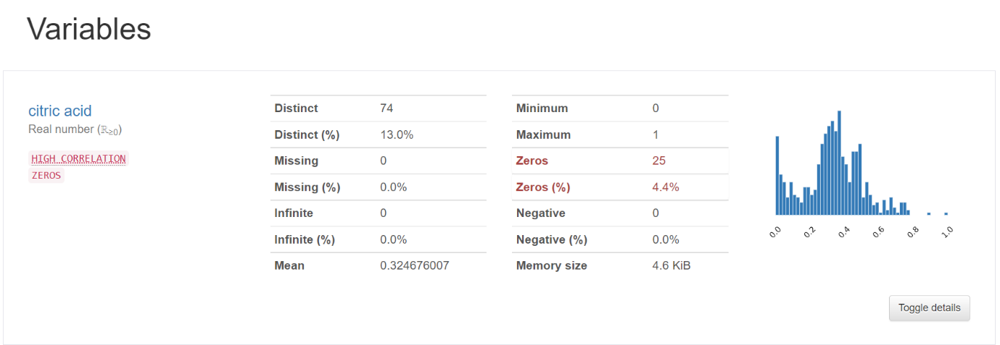 Variables
citric acid
Real number (ℝ≥0)
HIGH CORRELATION
ZEROS
Distinct 74
Distinct (%) 13.0%
Missing 0
Missing (%) 0.0%
Infinite 0
Infinite (%) 0.0%
Mean 0.324676007
Minimum 0
Maximum 1
Zeros 25
Zeros (%) 4.4%
Negative 0
Negative (%) 0.0%
Memory size 4.6 KiB
0.0 0.2 0.4 0.6 0.8 1.0
Toggle details